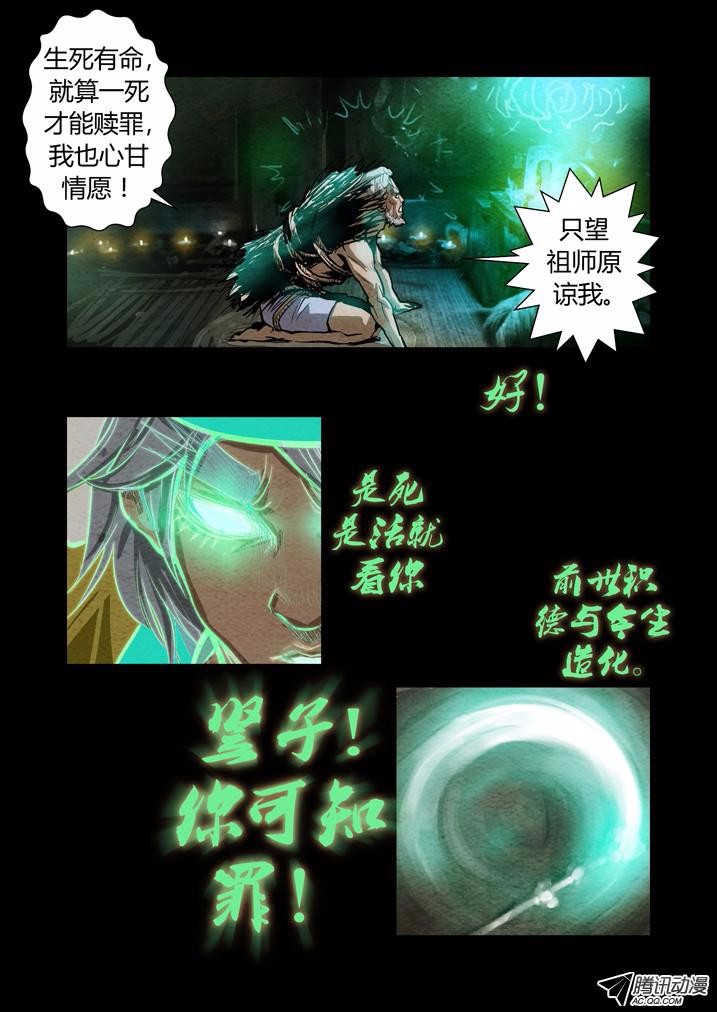 生死有命，
就算一死
才能赎罪，
我也心甘
情愿！
只望
祖师原
谅我。
好！
是死
是活就
看你
前世积
德与今生
造化。
竖子！
你可知
罪！
腾讯动漫
AC.QQ.COM